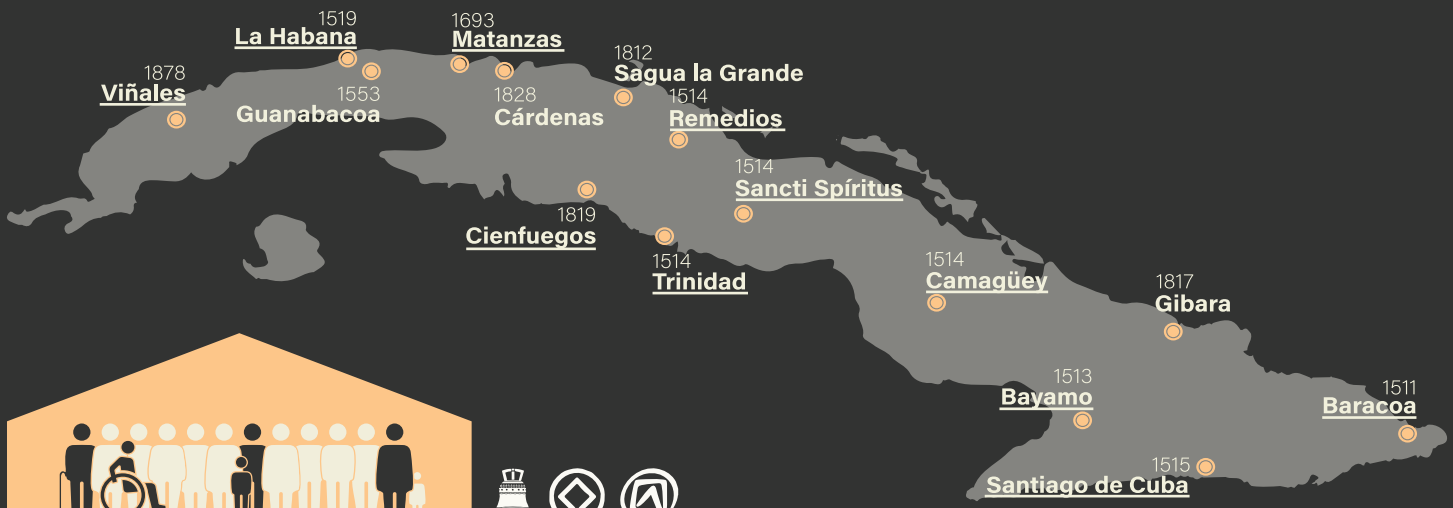 1519
La Habana
1693
Matanzas
1812
Sagua la Grande
1878
Viñales
1553
Guanabacoa
1828
Cárdenas
1514
Remedios
1514
Sancti Spíritus
1819
Cienfuegos
1514
Trinidad
1514
Camagüey
1817
Gibara
1513
Bayamo
1511
Baracoa
1515
Santiago de Cuba